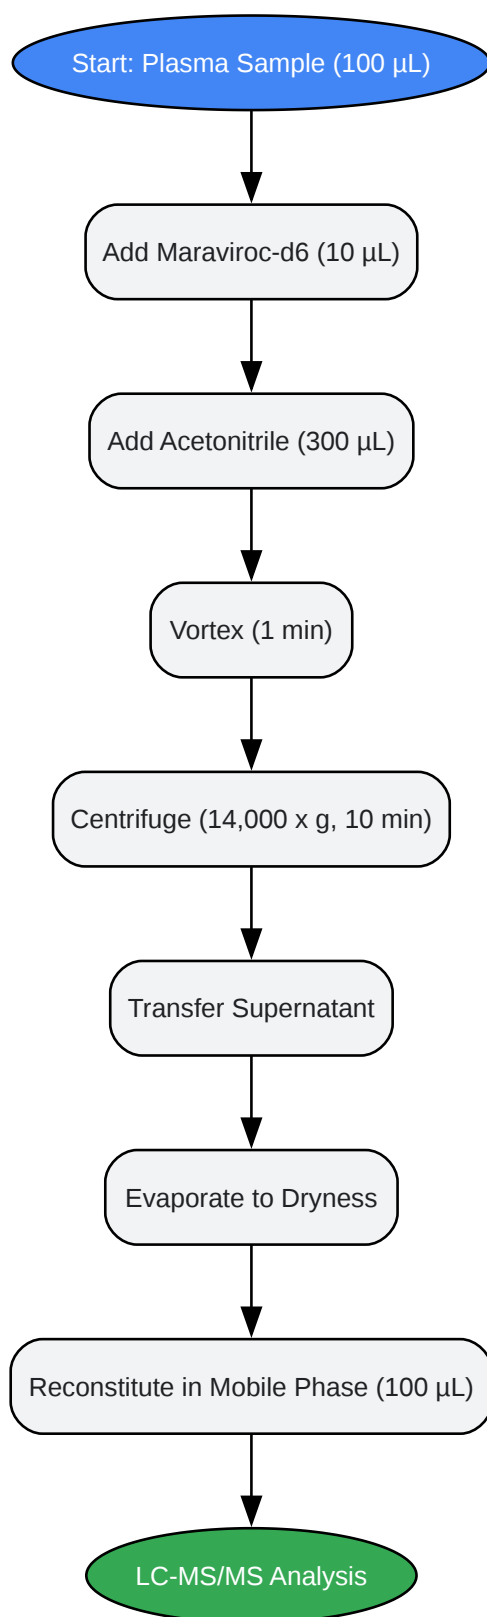 Start: Plasma Sample (100 µL)
Add Maraviroc-d6 (10 µL)
Add Acetonitrile (300 µL)
Vortex (1 min)
Centrifuge (14,000 x g, 10 min)
Transfer Supernatant
Evaporate to Dryness
Reconstitute in Mobile Phase (100 µL)
LC-MS/MS Analysis